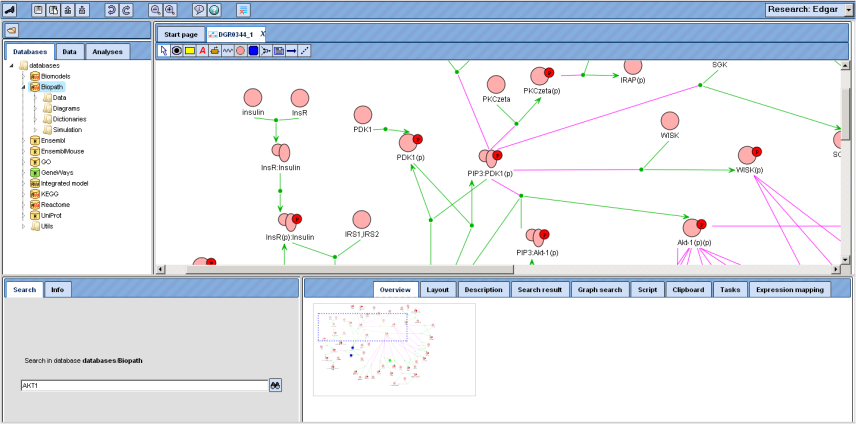 Research: Edgar
Databases
Data
Analyses
databases
Biomodels
Biopath
Data
Diagrams
Dictionaries
Simulation
Ensembl
EnsemblMouse
GO
GeneWays
Integrated model
KEGG
Reactome
UniProt
Utils
Start page
DGR0344_1
X
A
SGK
PKCzeta
PKCzeta(p)
IRAP(p)
insulin
InsR
PDK1
WISK
InsR:Insulin
PDK1(p)
PIP3:PDK1(p)
WISK(p)
InsR(p):Insulin
IRS1,IRS2
PIP3:Akt-1(p)
Akt-1(p)(p)
Search
Info
Search in database databases/Biopath
AKT1
Overview
Layout
Description
Search result
Graph search
Script
Clipboard
Tasks
Expression mapping